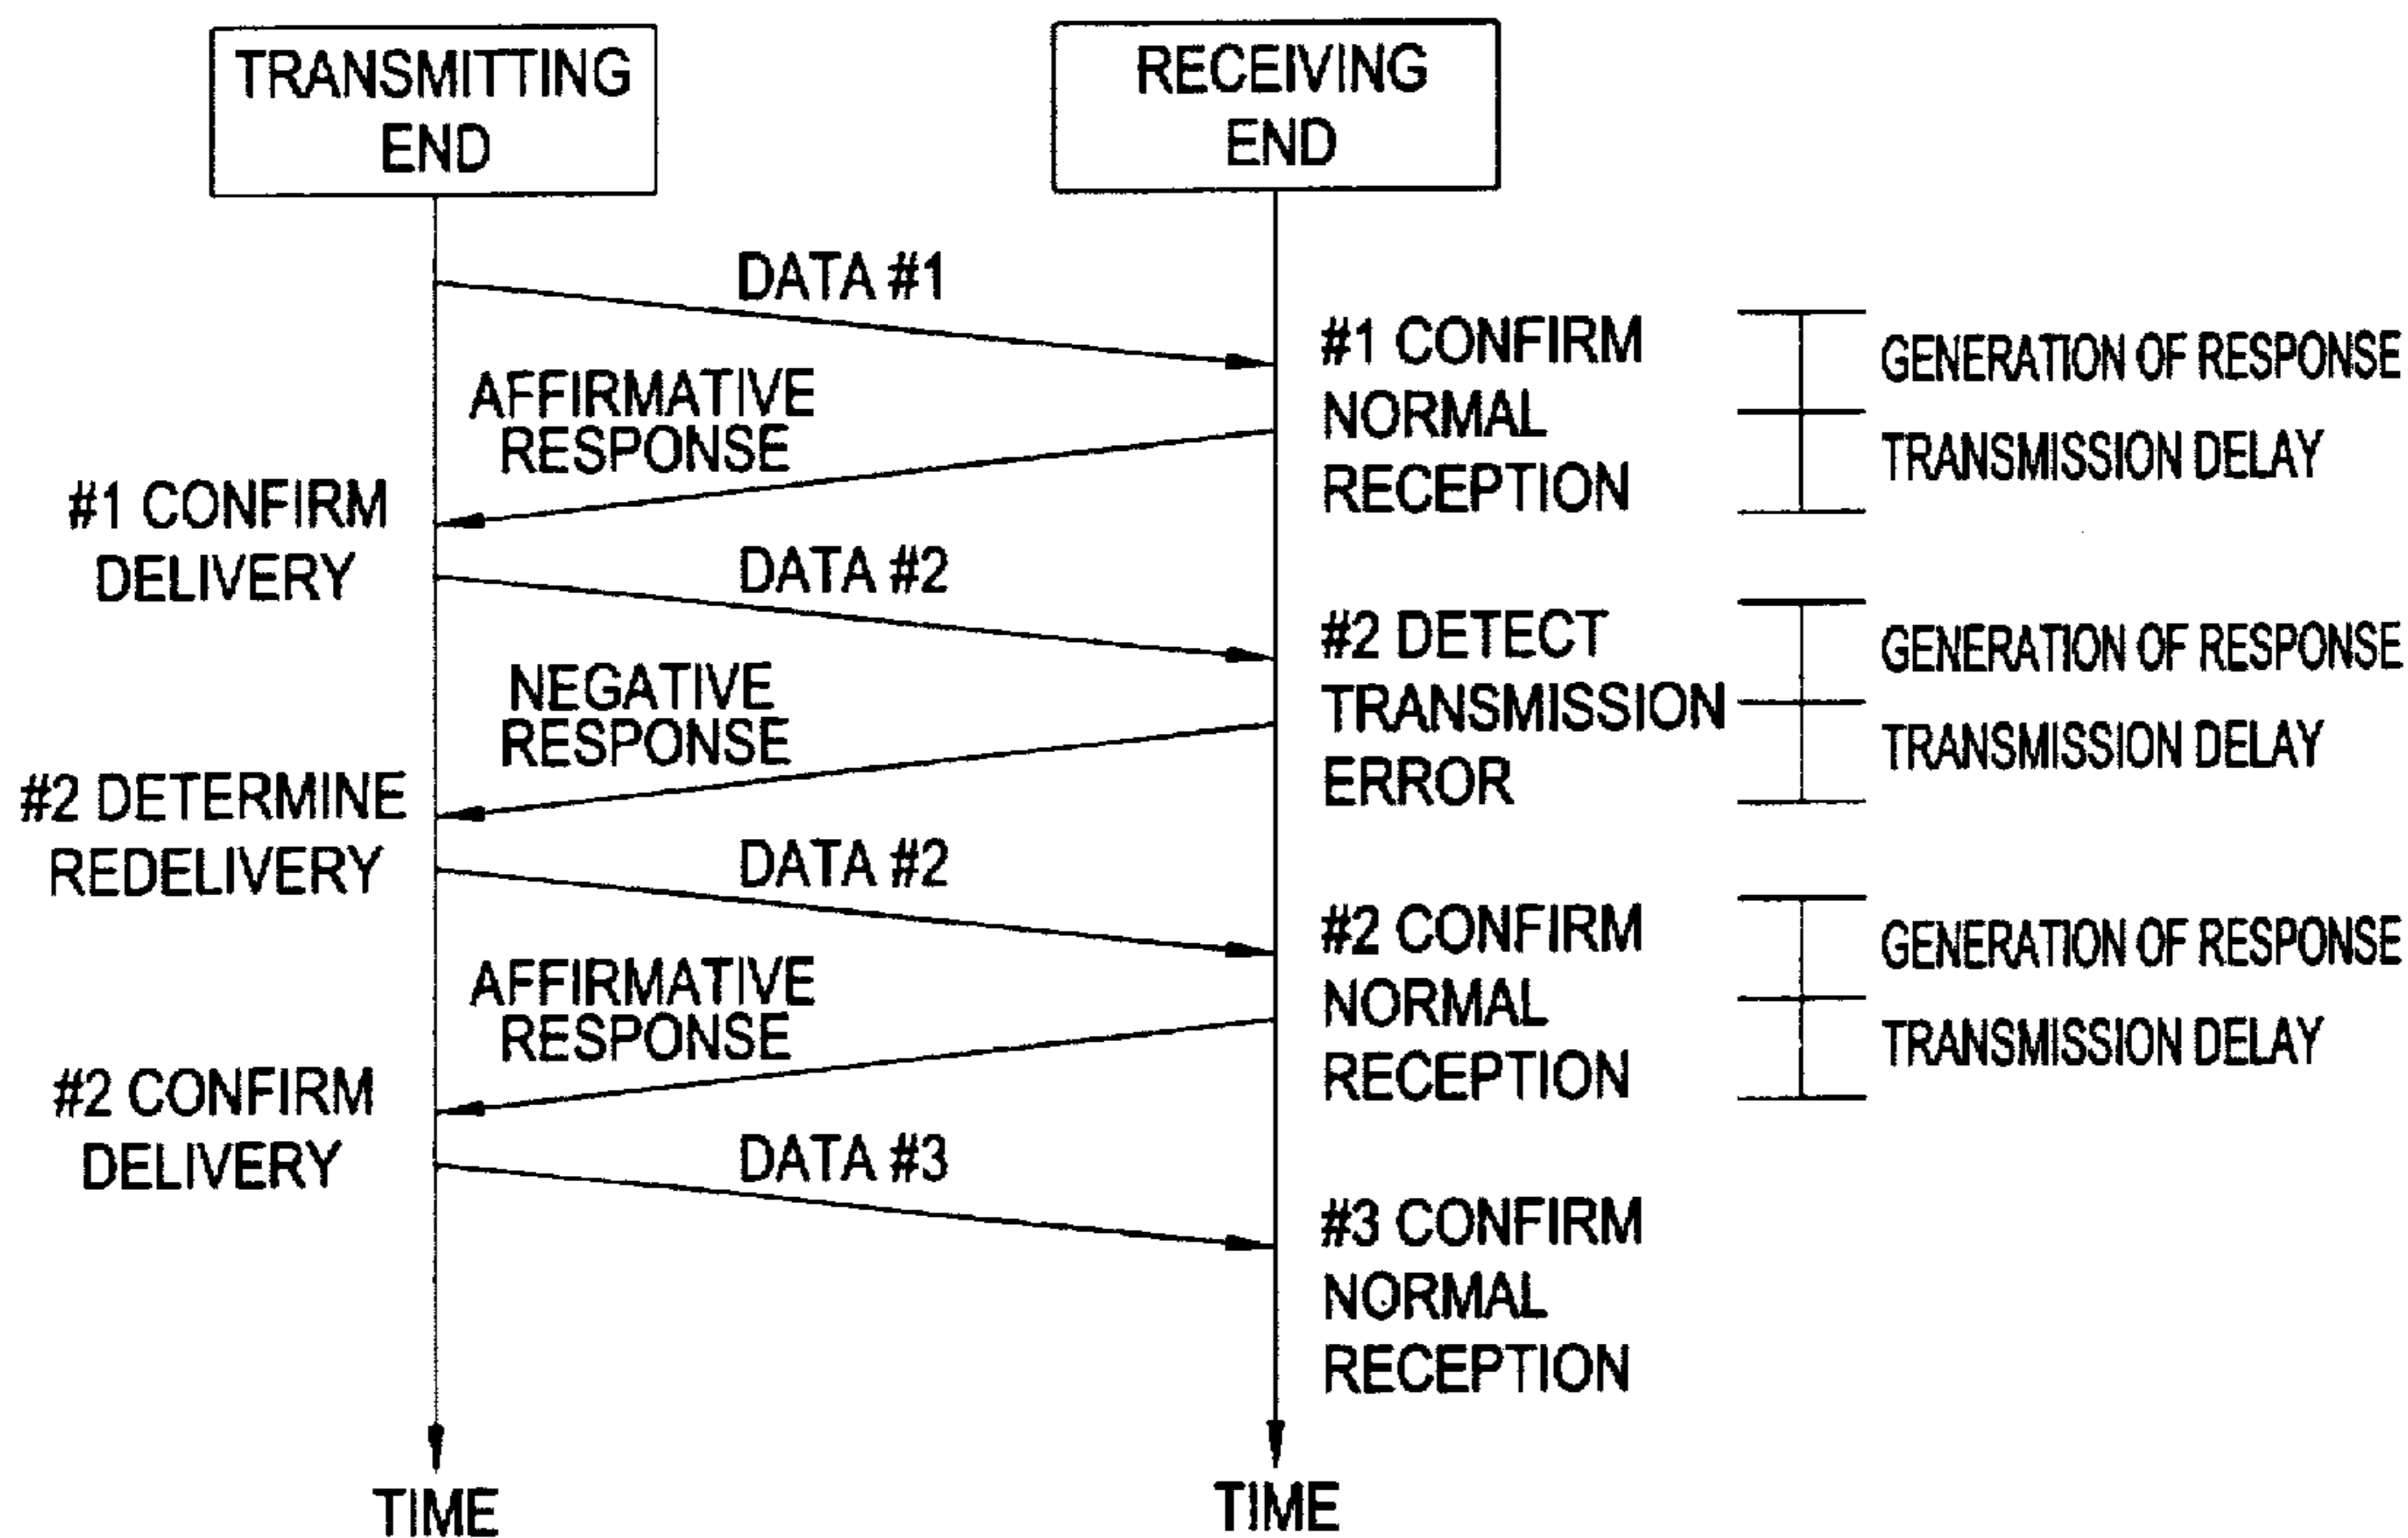 TRANSMITTING
END
RECEIVING
END
DATA #1
#1 CONFIRM
NORMAL
RECEPTION
GENERATION OF RESPONSE
TRANSMISSION DELAY
AFFIRMATIVE
RESPONSE
#1 CONFIRM
DELIVERY
DATA #2
#2 DETECT
TRANSMISSION
ERROR
GENERATION OF RESPONSE
TRANSMISSION DELAY
NEGATIVE
RESPONSE
#2 DETERMINE
REDELIVERY
DATA #2
#2 CONFIRM
NORMAL
RECEPTION
GENERATION OF RESPONSE
TRANSMISSION DELAY
AFFIRMATIVE
RESPONSE
#2 CONFIRM
DELIVERY
DATA #3
#3 CONFIRM
NORMAL
RECEPTION
TIME
TIME